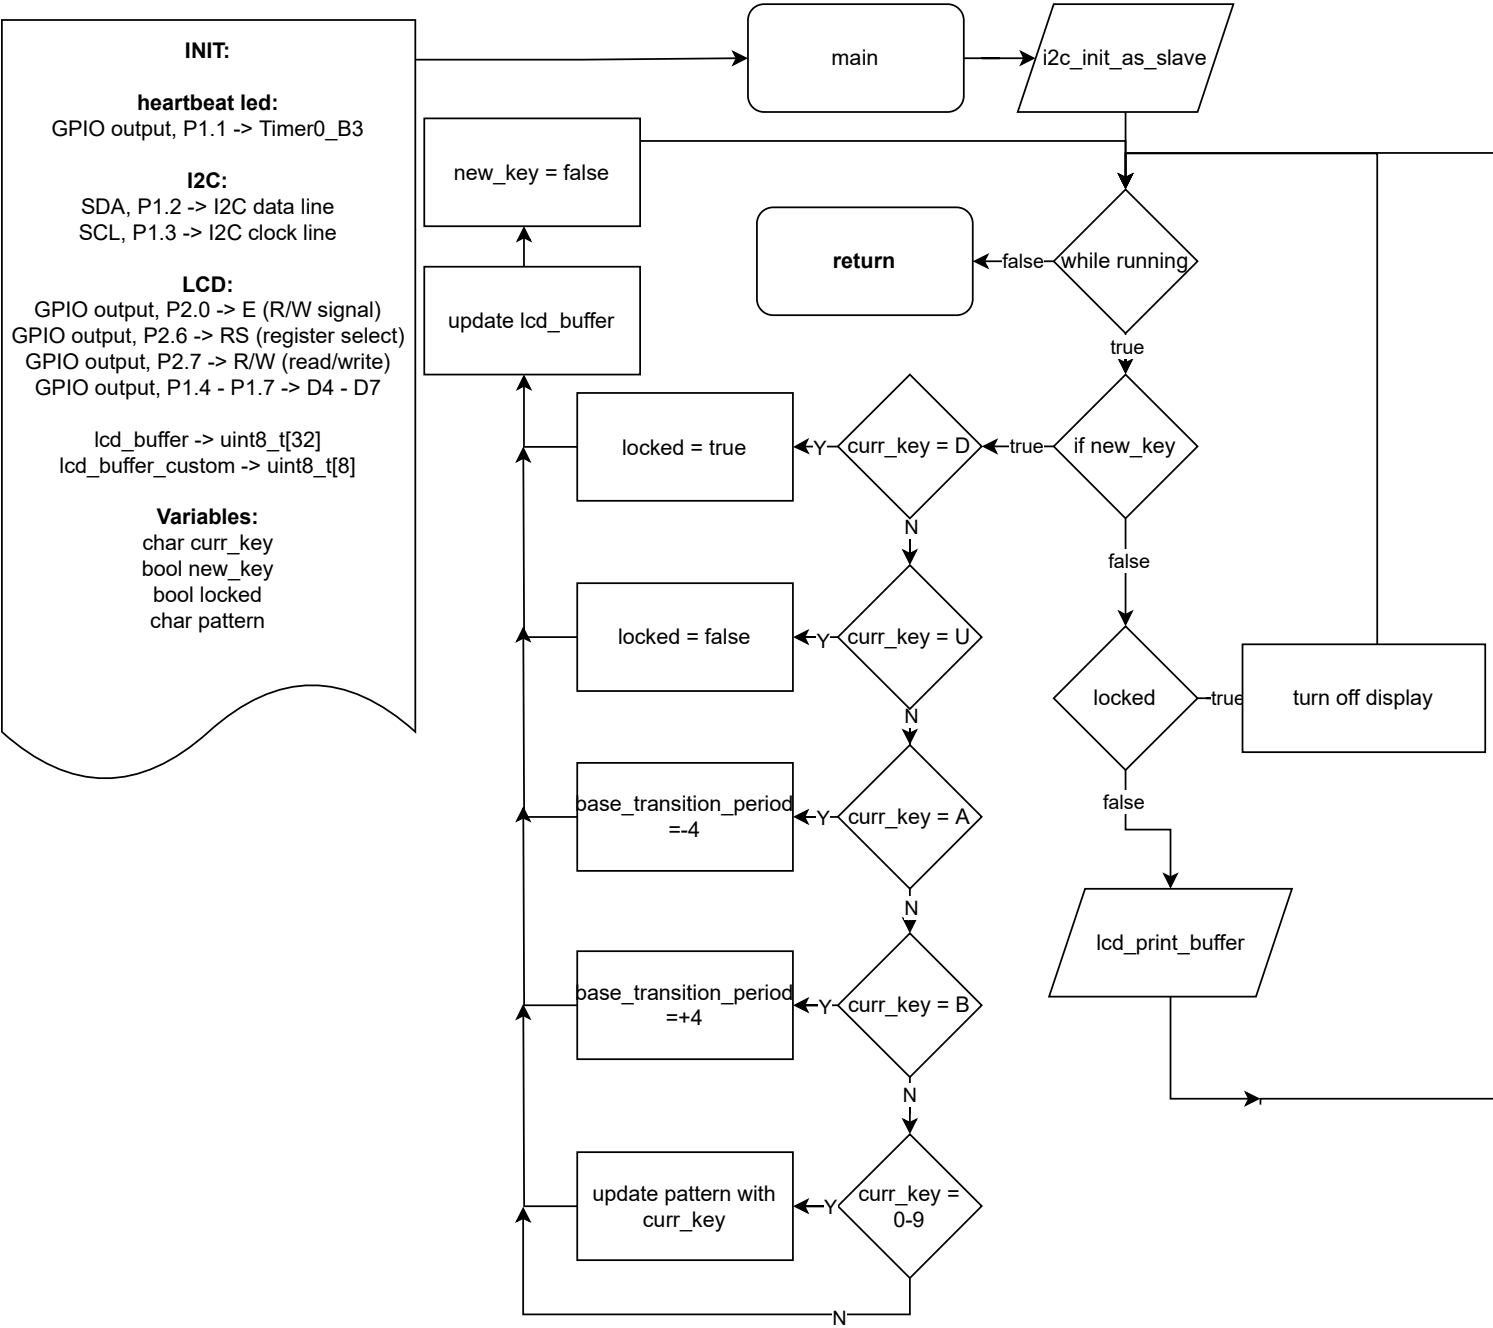 INIT:
heartbeat led:
GPIO output, P1.1 -> Timer0_B3
I2C:
SDA, P1.2 -> I2C data line
SCL, P1.3 -> I2C clock line
LCD:
GPIO output, P2.0 -> E (R/W signal)
GPIO output, P2.6 -> RS (register select)
GPIO output, P2.7 -> R/W (read/write)
GPIO output, P1.4 - P1.7 -> D4 - D7
lcd_buffer -> uint8_t[32]
lcd_buffer_custom -> uint8_t[8]
Variables:
char curr_key
bool new_key
bool locked
char pattern
main
i2c_init_as_slave
new_key = false
return
false
while running
update lcd_buffer
true
locked = true
Y
curr_key = D
true
if new_key
N
false
locked = false
Y
curr_key = U
locked
true
turn off display
N
base_transition_period
=-4
Y
curr_key = A
false
N
lcd_print_buffer
base_transition_period
=+4
Y
curr_key = B
N
update pattern with
curr_key
Y
curr_key =
0-9
N